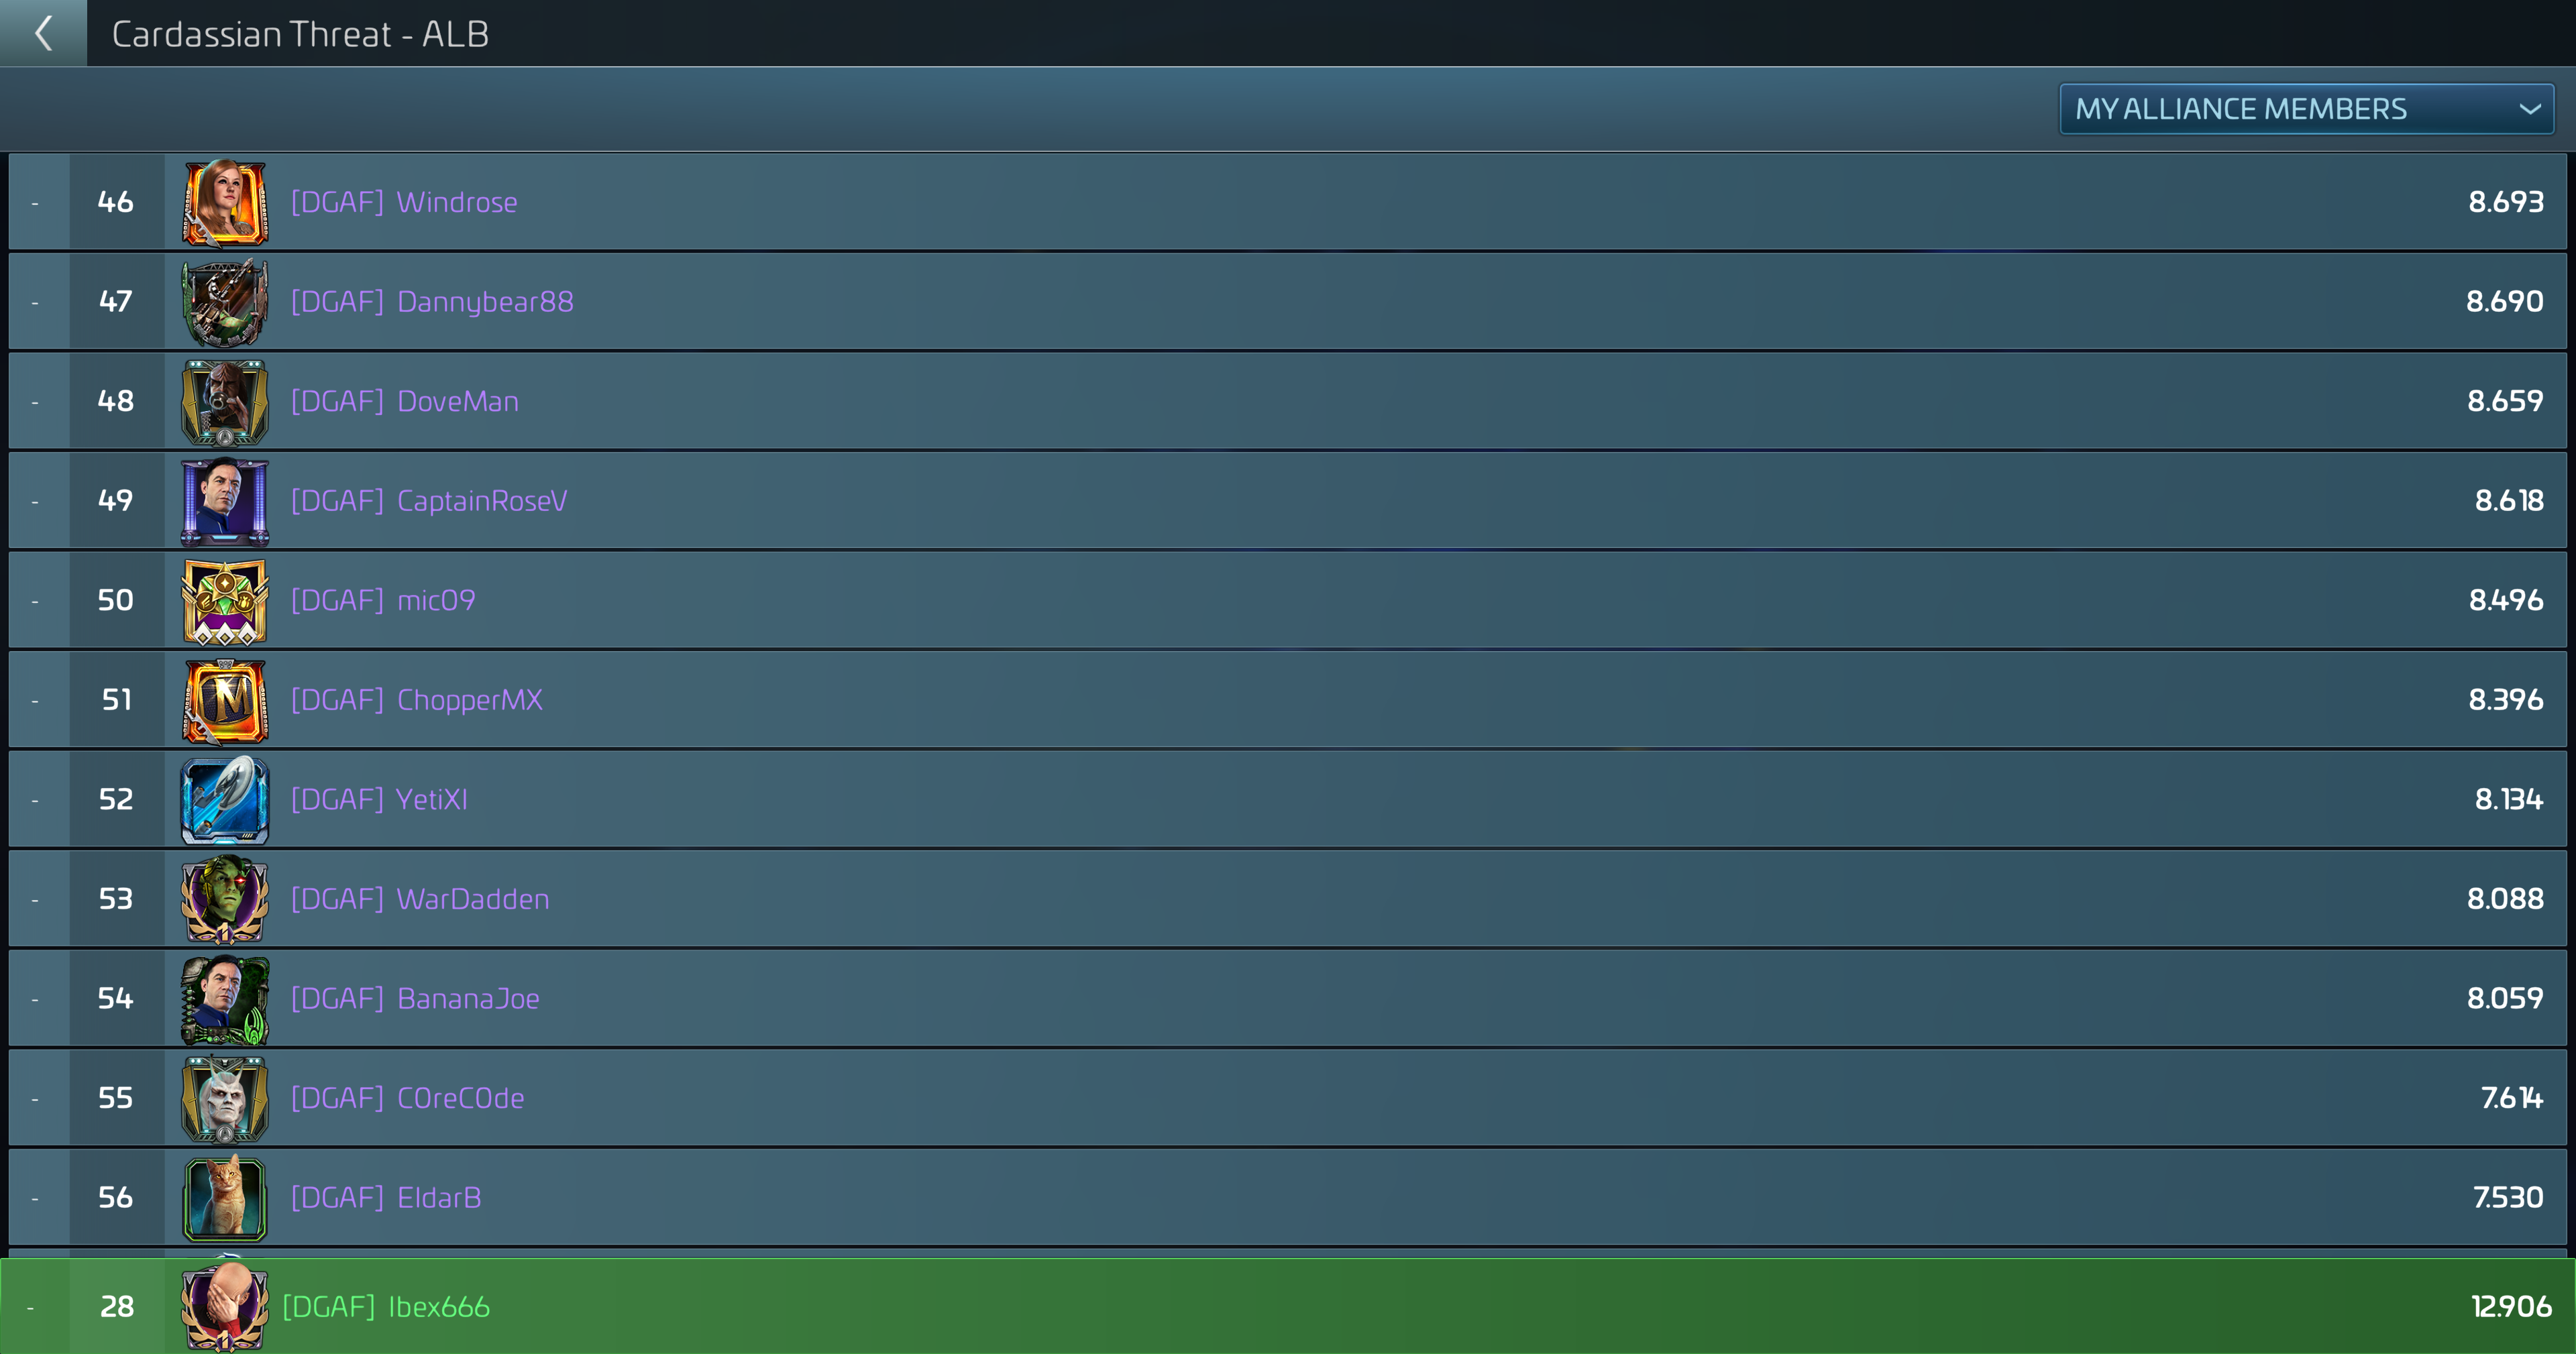 Cardassian Threat - ALB
MY ALLIANCE MEMBERS
- 46 [DGAF] Windrose 8.693
- 47 [DGAF] Dannybear88 8.690
- 48 [DGAF] DoveMan 8.659
- 49 [DGAF] CaptainRoseV 8.618
- 50 [DGAF] mic09 8.496
- 51 [DGAF] ChopperMX 8.396
- 52 [DGAF] YetiXI 8.134
- 53 [DGAF] WarDadden 8.088
- 54 [DGAF] BananaJoe 8.059
- 55 [DGAF] C0reC0de 7.614
- 56 [DGAF] EldarB 7.530
- 28 [DGAF] Ibex666 12.906